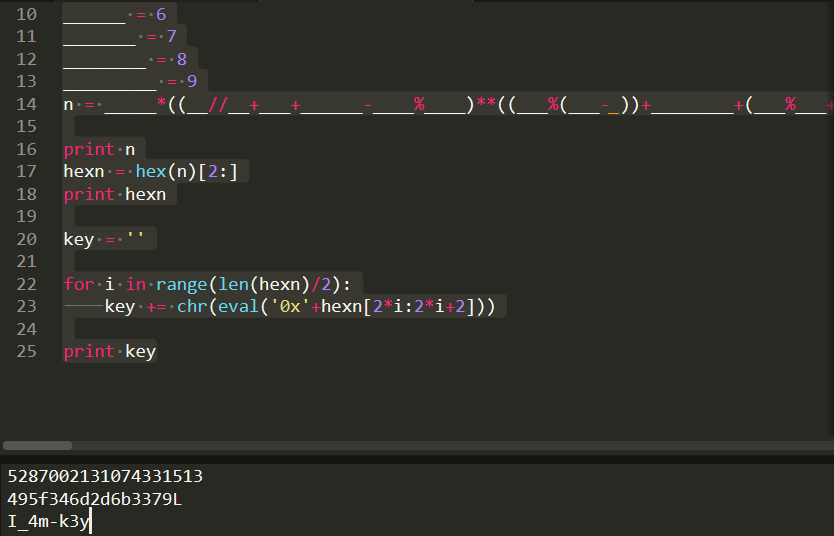 10 ______ = 6
11 _______ = 7
12 ________ = 8
13 _________ = 9
14 n = _____*((__//__+___+______-____%____)**((___%(___-_))+________+(___%___+
15
16 print n
17 hexn = hex(n)[2:]
18 print hexn
19
20 key = ''
21
22 for i in range(len(hexn)/2):
23     key += chr(eval('0x'+hexn[2*i:2*i+2]))
24
25 print key
5287002131074331513
495f346d2d6b3379L
I_4m-k3y